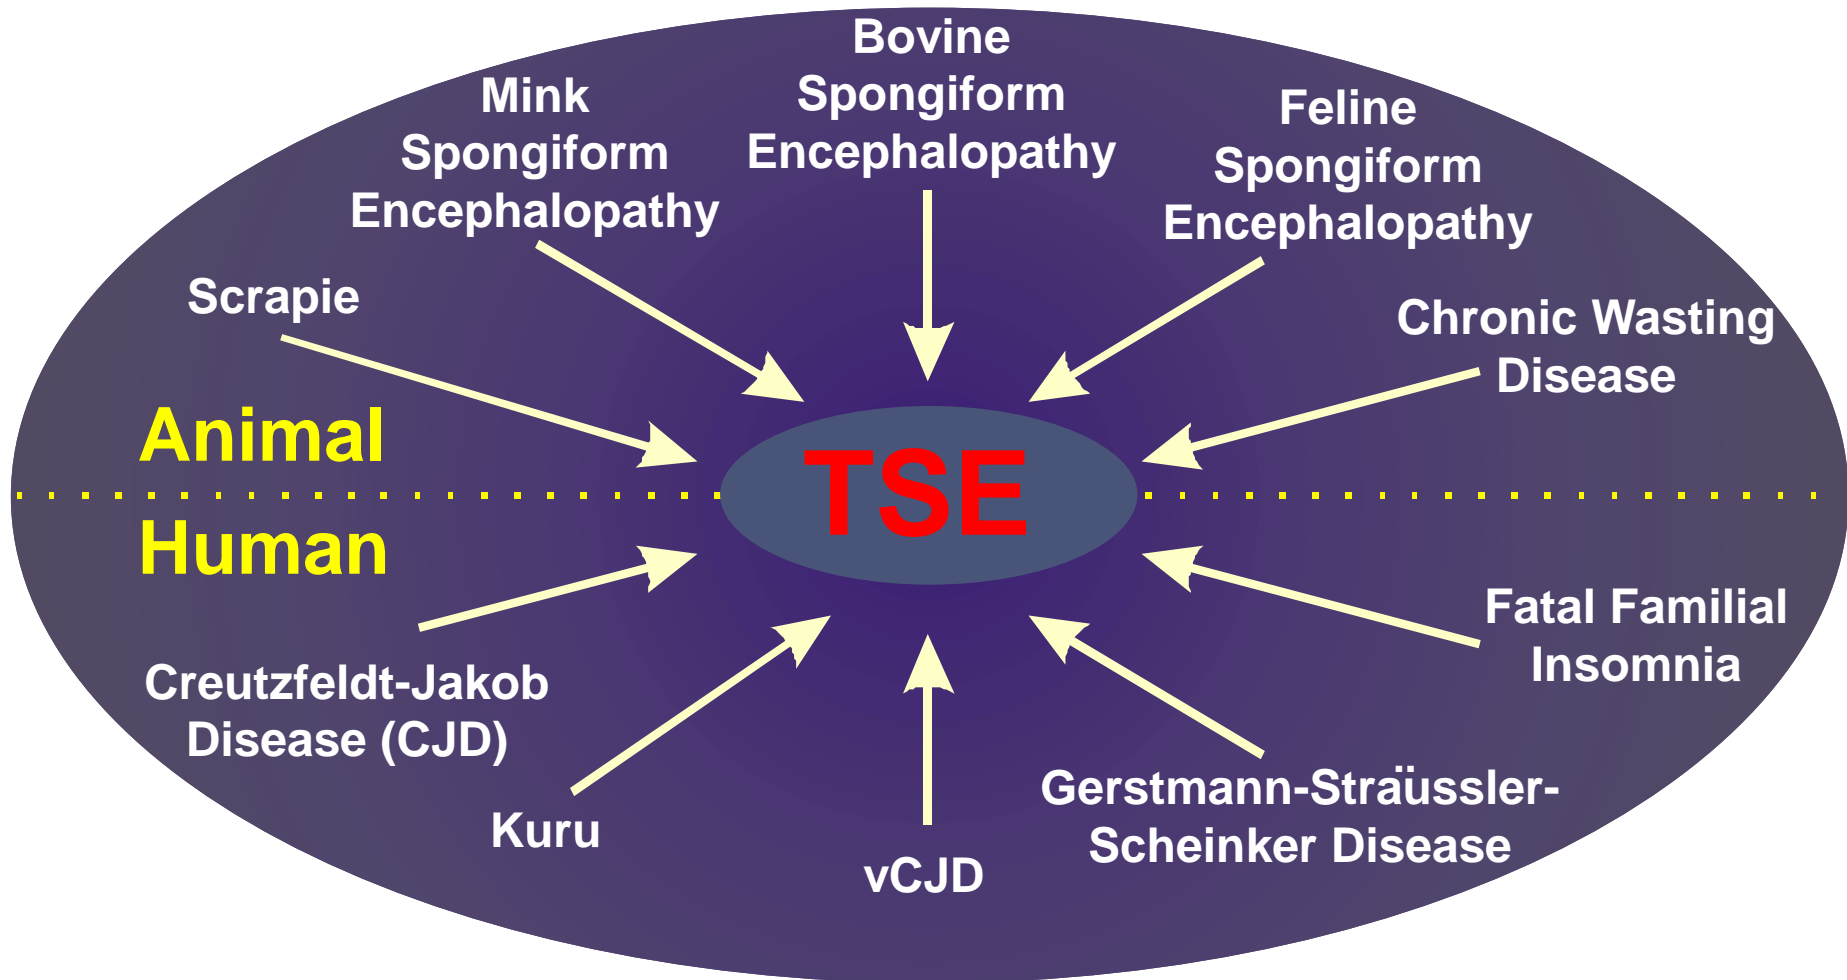 Bovine
Spongiform
Encephalopathy
Mink
Spongiform
Encephalopathy
Feline
Spongiform
Encephalopathy
Scrapie
Chronic Wasting
Disease
Animal
TSE
Human
Creutzfeldt-Jakob
Disease (CJD)
Fatal Familial
Insomnia
Kuru
vCJD
Gerstmann-Sträussler-
Scheinker Disease